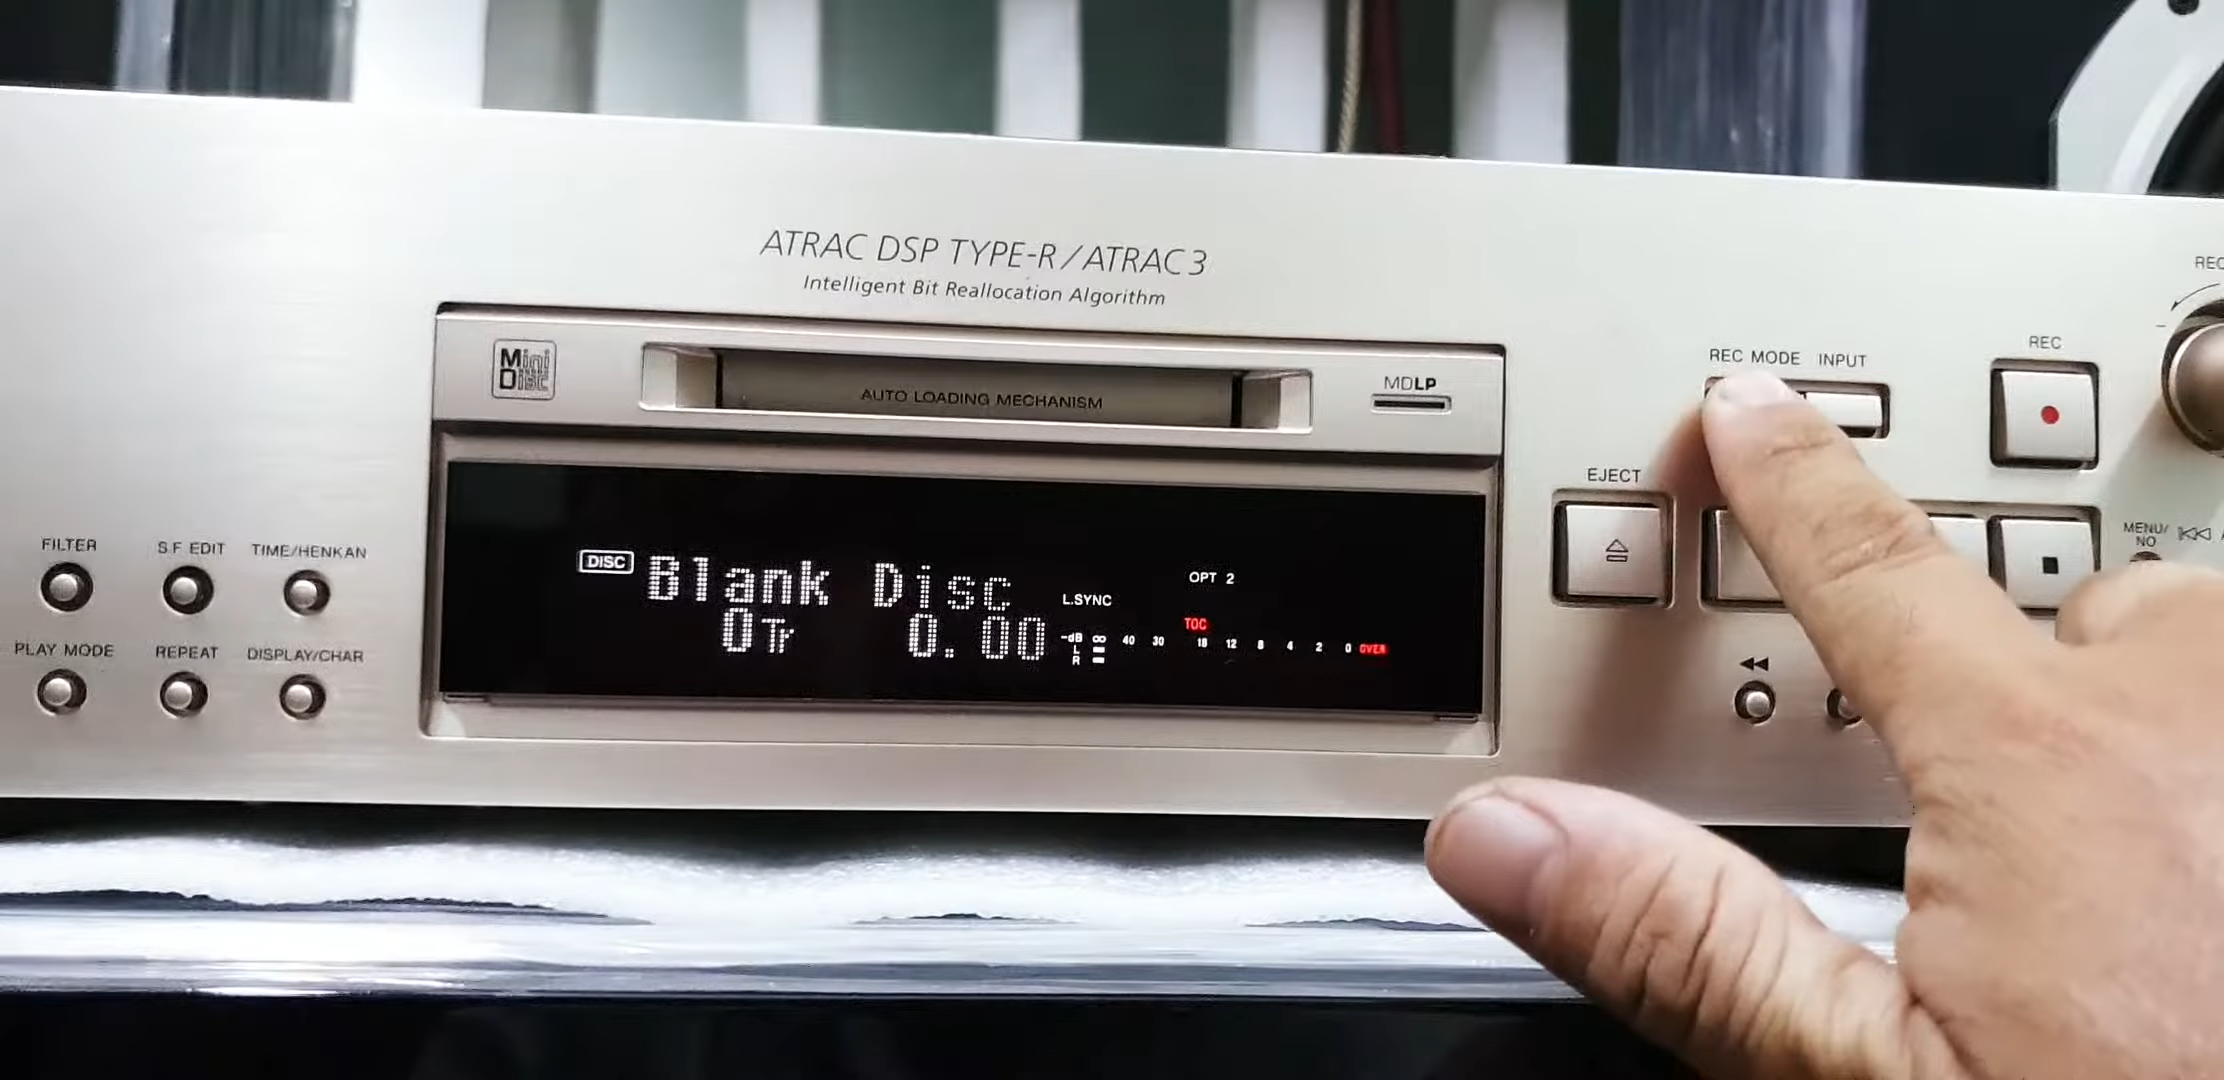 ATRAC DSP TYPE-R/ATRAC3
Intelligent Bit Reallocation Algorithm
Mini Disc
AUTO LOADING MECHANISM
MDLP
REC MODE INPUT
REC
REC
EJECT
MENU/
NO
FILTER S.F EDIT TIME/HENKAN
PLAY MODE REPEAT DISPLAY/CHAR
DISC Blank Disc
0Tr 0.00
L.SYNC
OPT 2
TOC
-dB ∞ 40 30 18 12 8 4 2 0 OVER
L
R